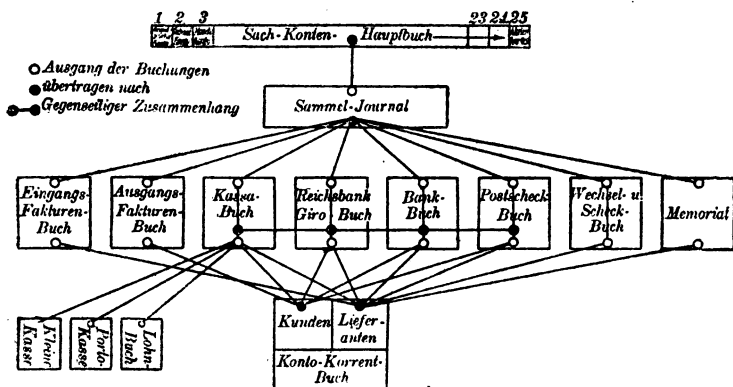 1 2 3 23 24 25
Sach-Konten-Hauptbuch
Ausgang der Buchungen
übertragen nach
Gegenseitiger Zusammenhang
Sammel-Journal
Eingangs-
Fakturen-
Buch
Ausgangs-
Fakturen-
Buch
Kassa-
Buch
Reichsbank
Giro Buch
Bank-
Buch
Postscheck
Buch
Wechsel- u.
Scheck-
Buch
Memorial
Kleine
Kasse
Porto-
Kasse
Lohn-
Buch
Kunden
Liefer-
anten
Konto-Korrent-
Buch